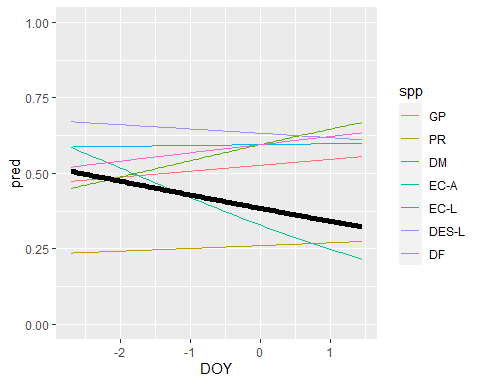 1.00
0.75
0.50
0.25
0.00
pred
-2
-1
0
1
DOY
spp
GP
PR
DM
EC-A
EC-L
DES-L
DF